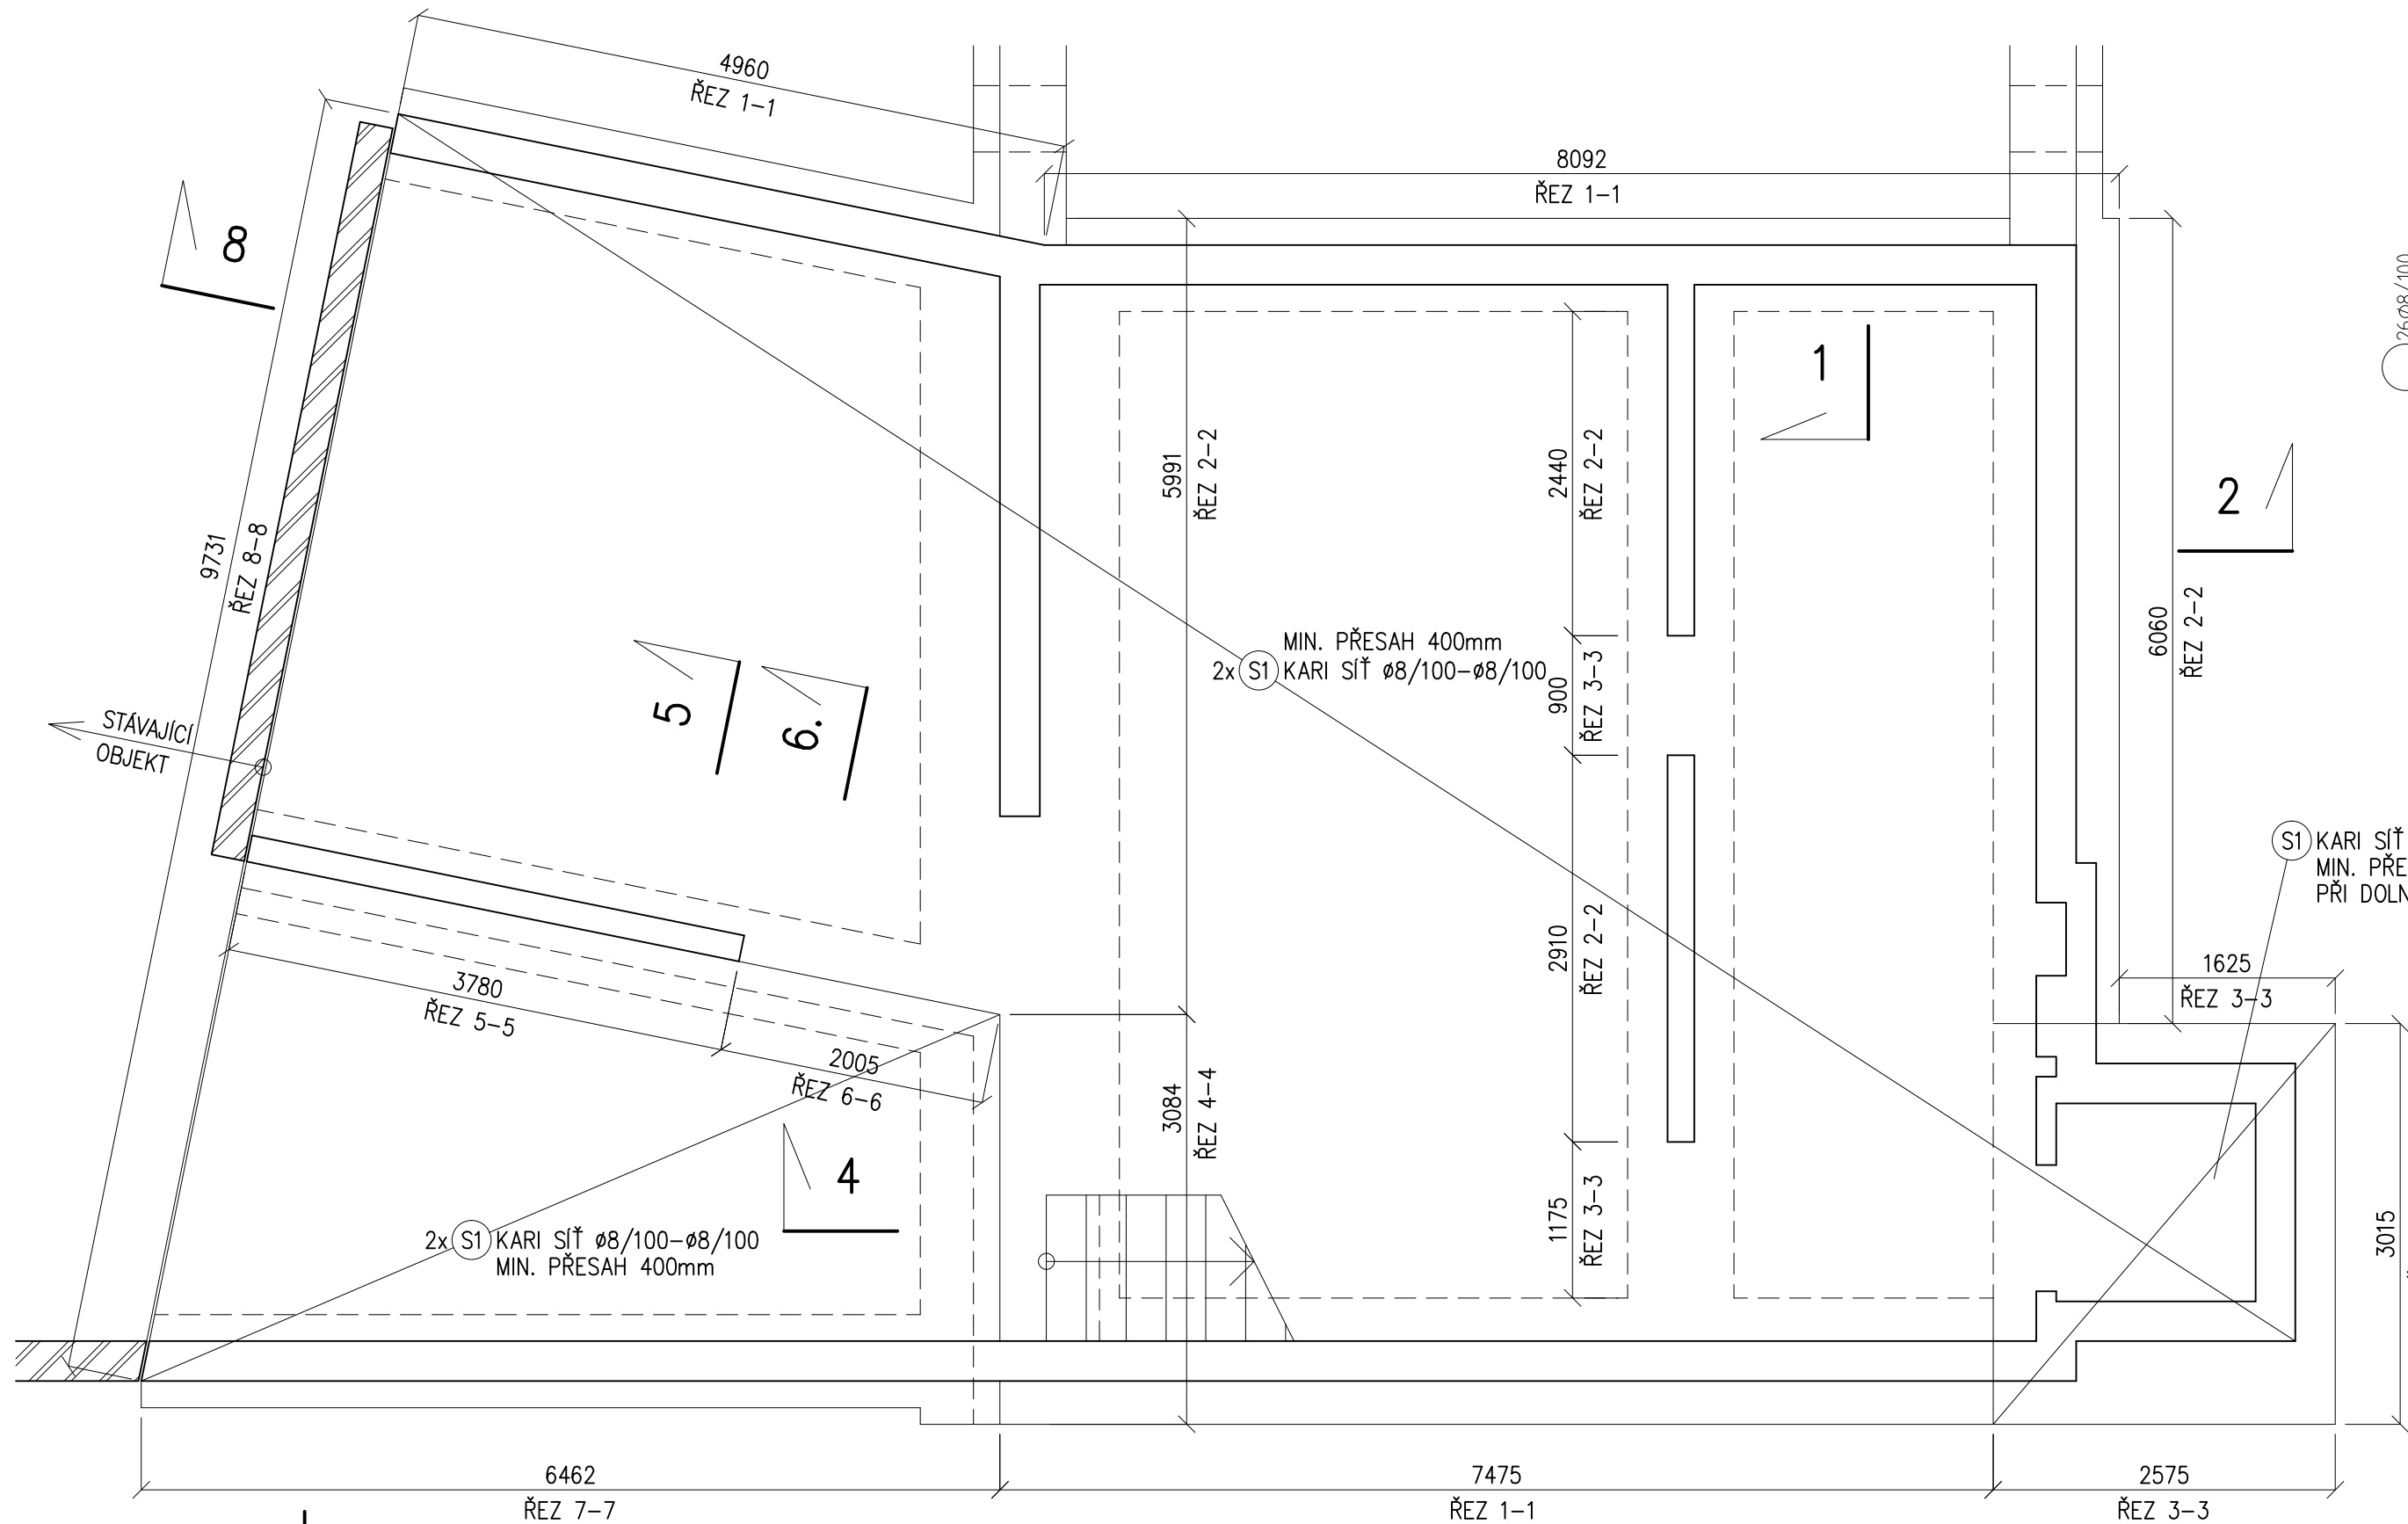 4960
ŘEZ 1-1
8092
ŘEZ 1-1
8
26ø8/100
1
5991
ŘEZ 2-2
2440
ŘEZ 2-2
2
9731
ŘEZ 8-8
6060
ŘEZ 2-2
MIN. PŘESAH 400mm
2x S1 KARI SÍŤ ø8/100-ø8/100
900
ŘEZ 3-3
5
6.
STÁVAJÍCÍ
OBJEKT
S1 KARI SÍŤ
MIN. PŘE
PŘI DOLN
2910
ŘEZ 2-2
1625
ŘEZ 3-3
3780
ŘEZ 5-5
2005
ŘEZ 6-6
3084
ŘEZ 4-4
4
1175
ŘEZ 3-3
3015
2x S1 KARI SÍŤ ø8/100-ø8/100
MIN. PŘESAH 400mm
6462
ŘEZ 7-7
7475
ŘEZ 1-1
2575
ŘEZ 3-3